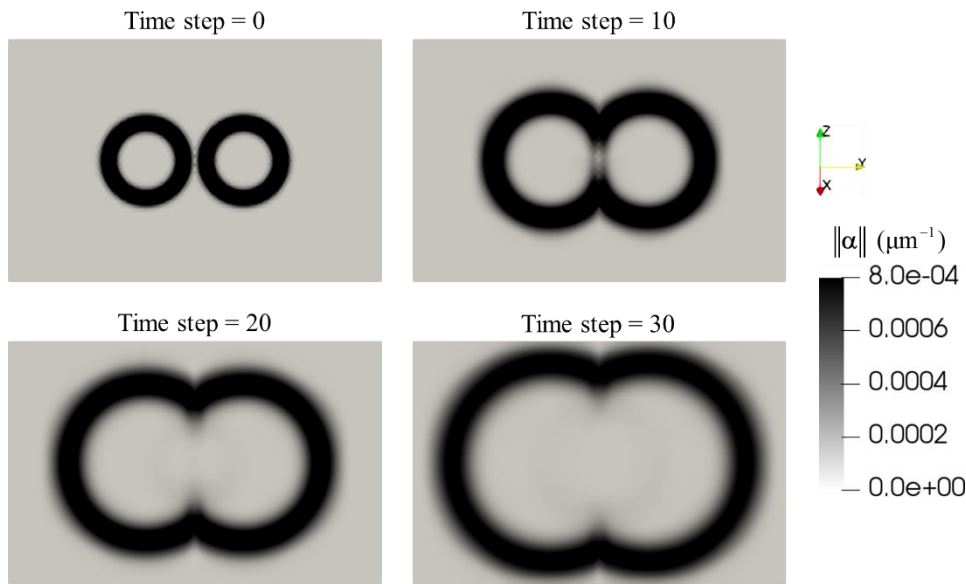 Time step = 0
Time step = 10
Z
Y
X
‖α‖ (μm⁻¹)
8.0e-04
0.0006
0.0004
0.0002
0.0e+00
Time step = 20
Time step = 30